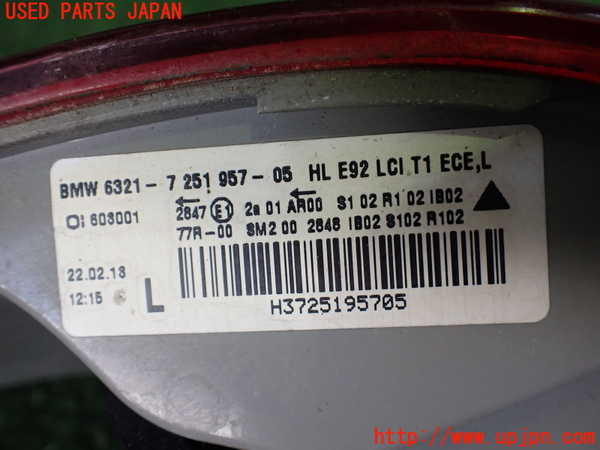 USED PARTS JAPAN
BMW 6321- 7 251 957- 05 HL E92 LCI T1 ECE,L
603001
2847 E1 2a 01 AR00 S1 02 R1 02 IB02
77R-00 SM2 00 2848 IB02 S102 R102
22.02.13
12:15
L
H3725195705
http://www.upjpn.com/